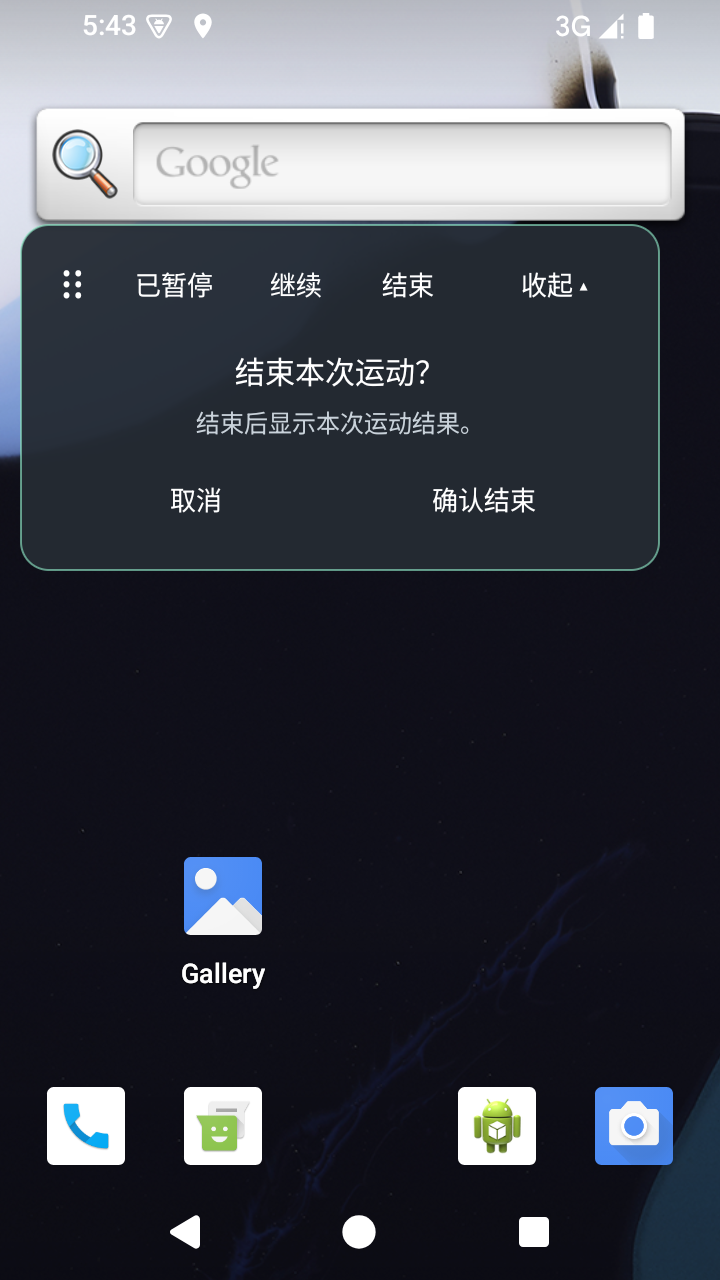 5:43 3G
Google
已暂停 继续 结束 收起 ▴
结束本次运动？
结束后显示本次运动结果。
取消 确认结束
Gallery